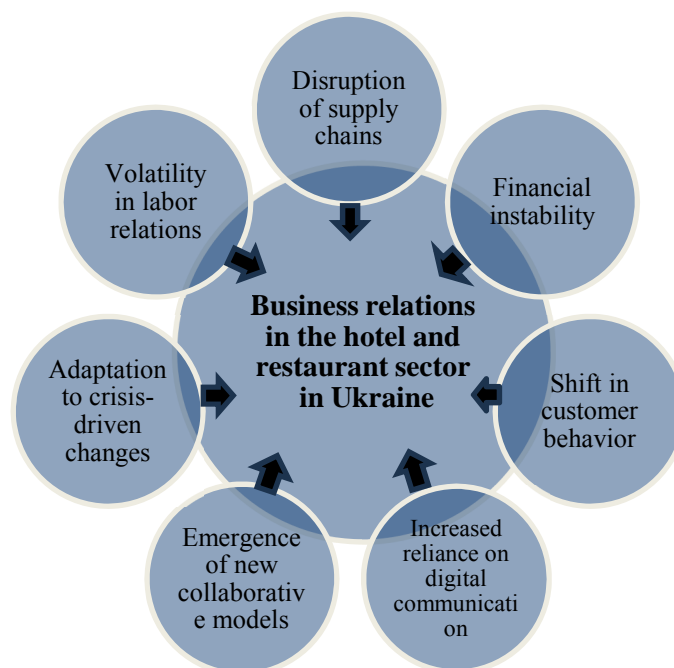 Disruption
of supply
chains
Volatility
in labor
relations
Financial
instability
Business relations
in the hotel and
restaurant sector
in Ukraine
Adaptation
to crisis-
driven
changes
Shift in
customer
behavior
Emergence
of new
collaborativ
e models
Increased
reliance on
digital
communicati
on